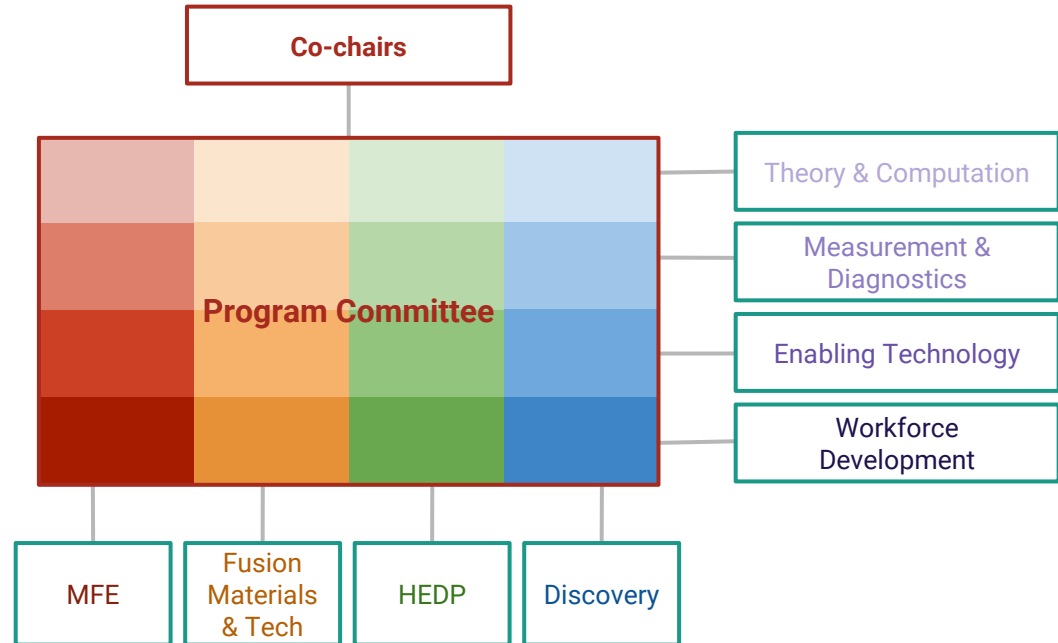 Co-chairs
Theory & Computation
Measurement &
Diagnostics
Program Committee
Enabling Technology
Workforce
Development
MFE
Fusion
Materials
& Tech
HEDP
Discovery